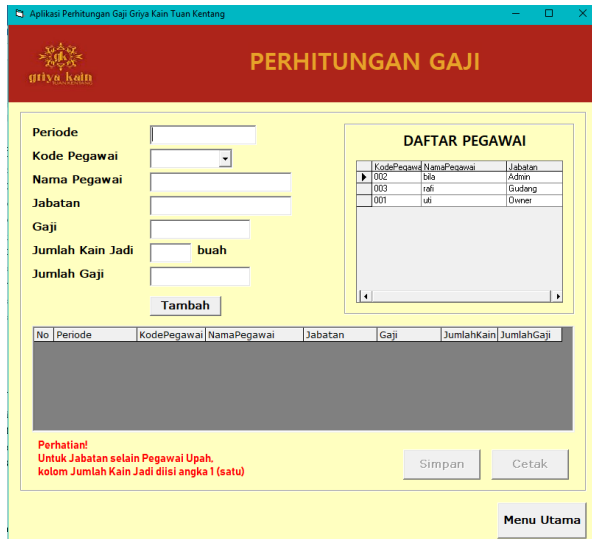 Aplikasi Perhitungan Gaji Griya Kain Tuan Kentang
gk
griya kain
TUAN KENTANG
PERHITUNGAN GAJI
Periode
Kode Pegawai
Nama Pegawai
Jabatan
Gaji
Jumlah Kain Jadi buah
Jumlah Gaji
Tambah
DAFTAR PEGAWAI
KodePegawa NamaPegawai Jabatan
002 bila Admin
003 rafi Gudang
001 uti Owner
No Periode KodePegawai NamaPegawai Jabatan Gaji JumlahKain JumlahGaji
Perhatian!
Untuk Jabatan selain Pegawai Upah,
kolom Jumlah Kain Jadi diisi angka 1 (satu)
Simpan Cetak
Menu Utama